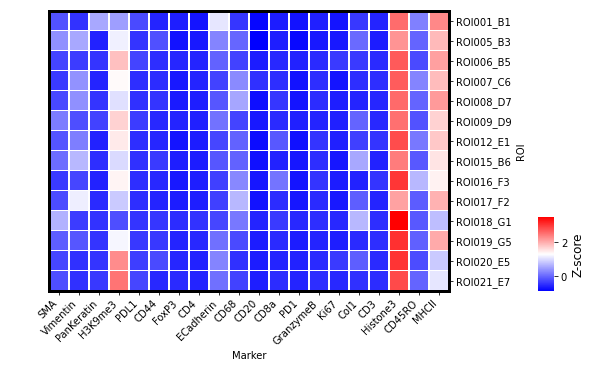 ROI001_B1
ROI005_B3
ROI006_B5
ROI007_C6
ROI008_D7
ROI009_D9
ROI012_E1
ROI015_B6
ROI016_F3
ROI017_F2
ROI018_G1
ROI019_G5
ROI020_E5
ROI021_E7
ROI
SMA
Vimentin
PanKeratin
H3K9me3
PDL1
CD44
FoxP3
CD4
ECadherin
CD68
CD20
CD8a
PD1
GranzymeB
Ki67
Col1
CD3
Histone3
CD45RO
MHCII
Marker
2
0
Z-score